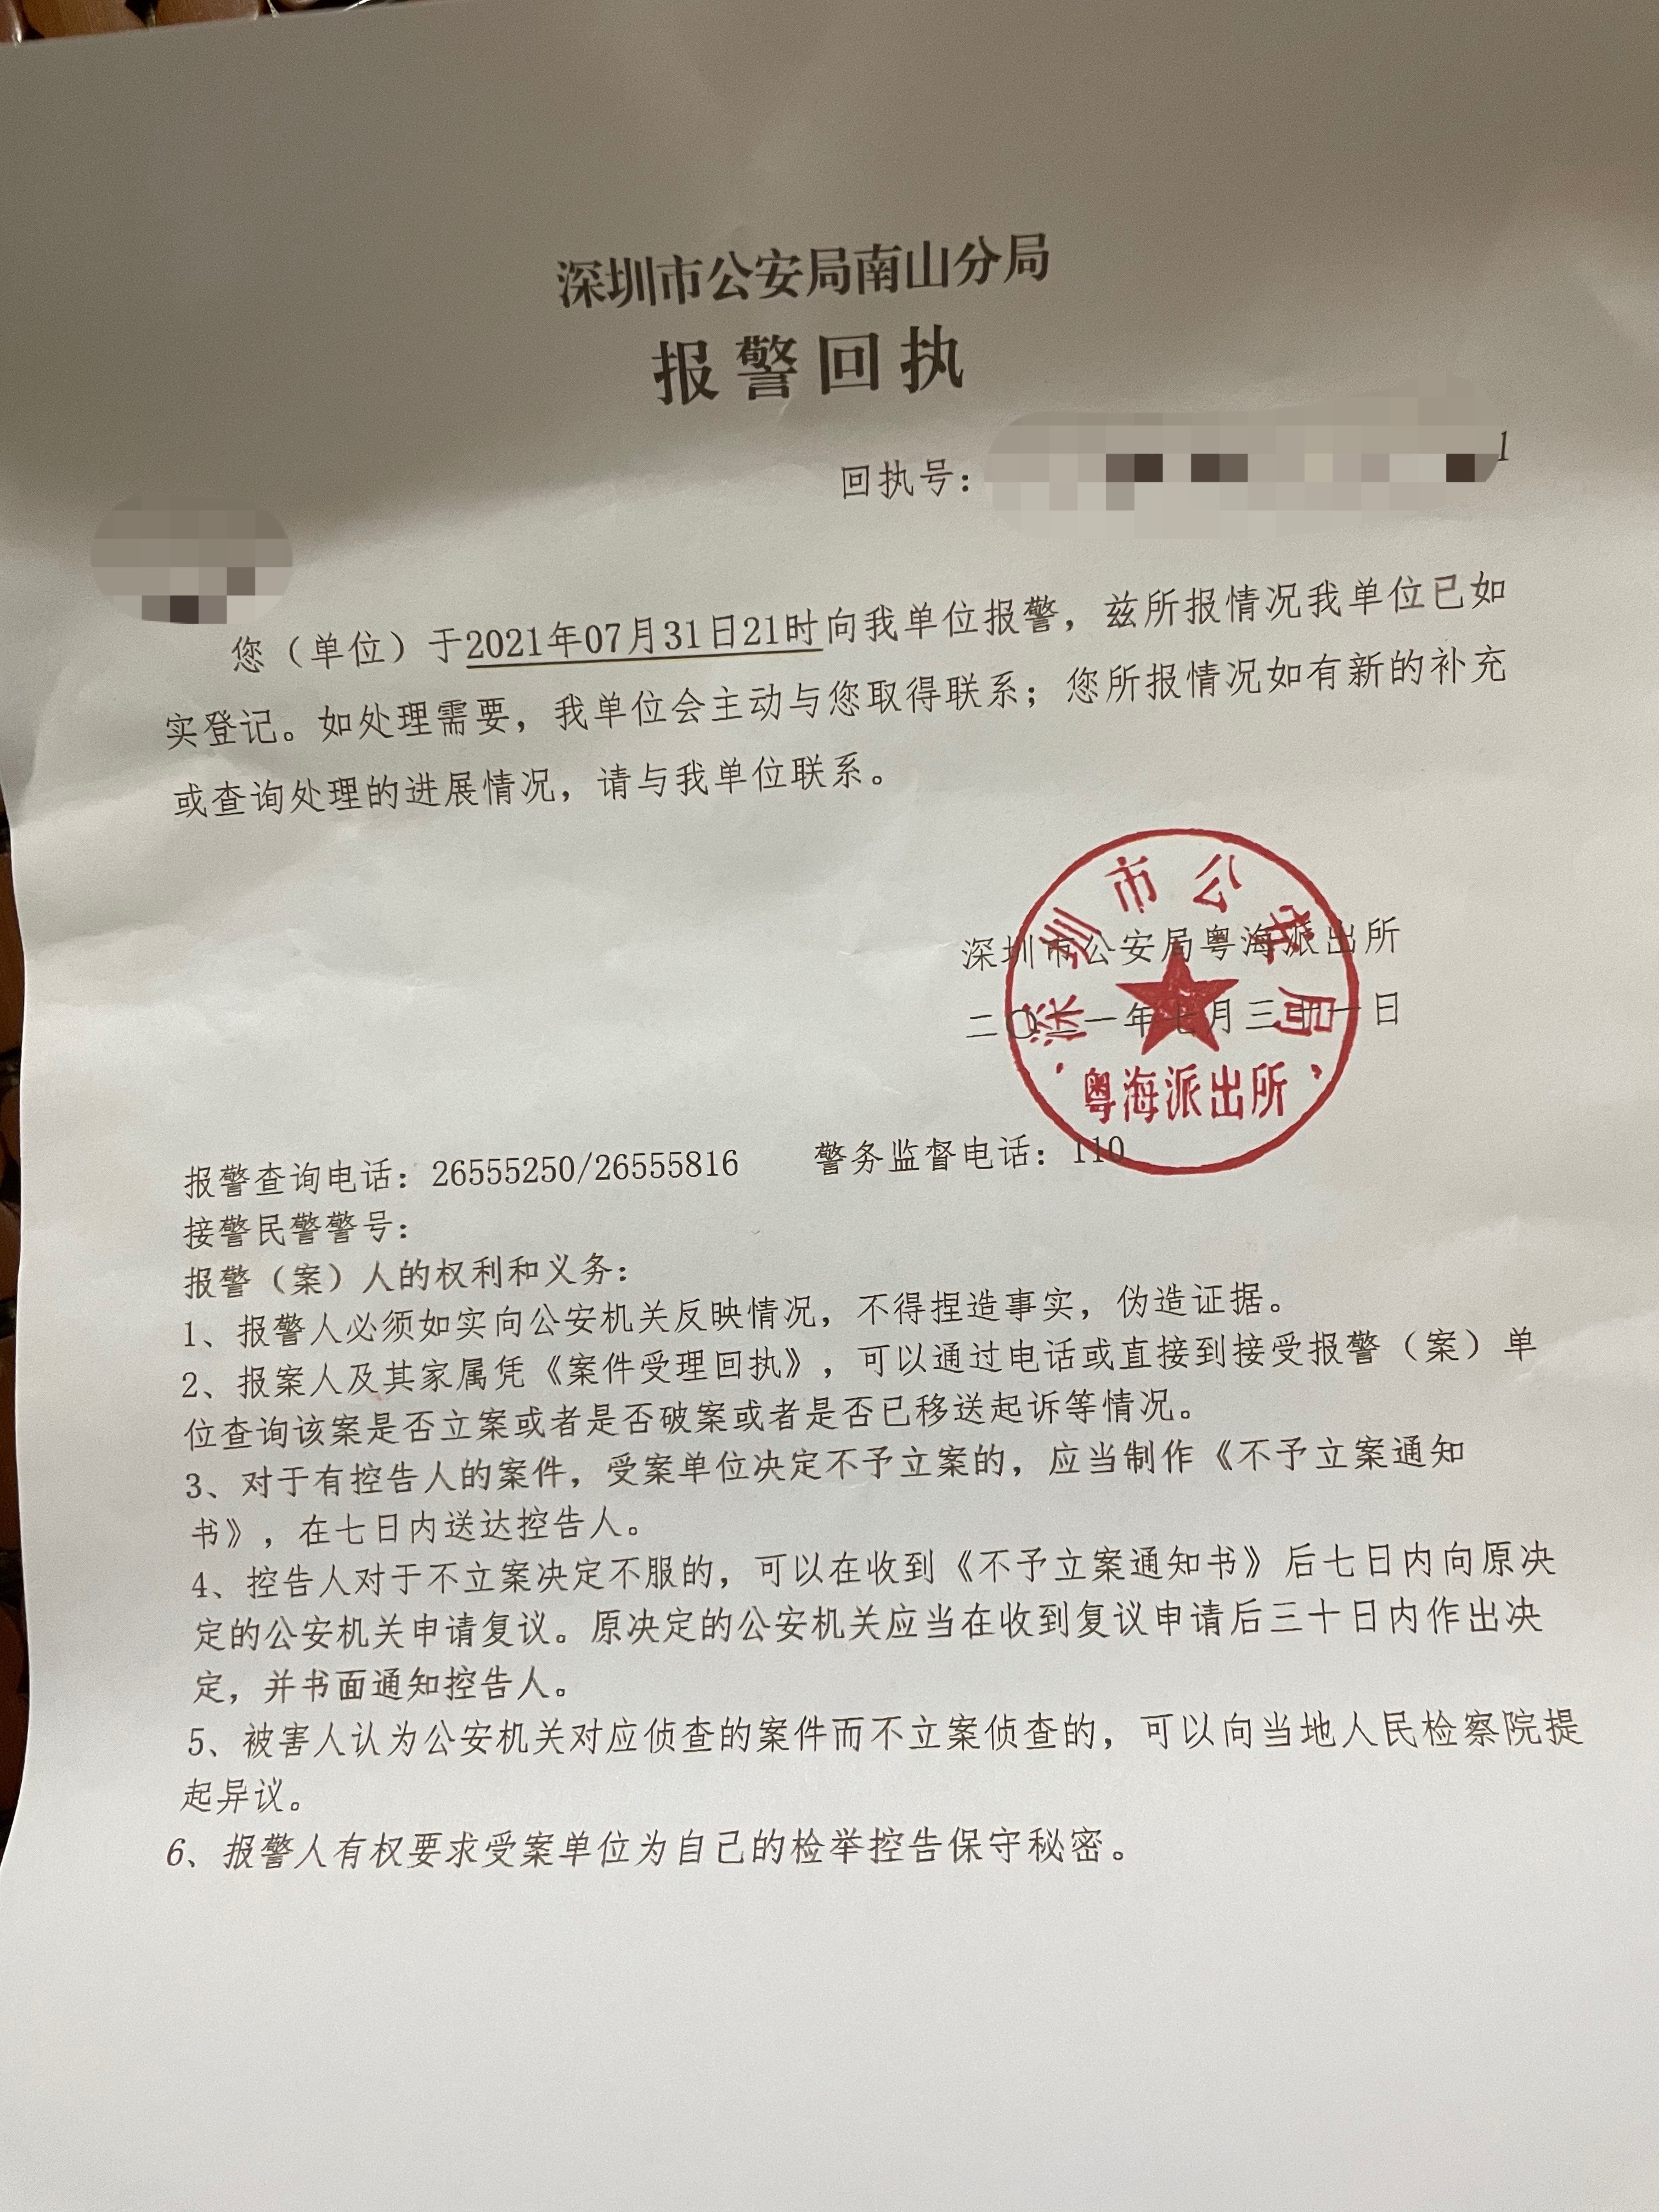 深圳市公安局南山分局
报警回执
回执号：1
您（单位）于2021年07月31日21时向我单位报警，兹所报情况我单位已如
实登记。如处理需要，我单位会主动与您取得联系；您所报情况如有新的补充
或查询处理的进展情况，请与我单位联系。
深圳市公安局粤海派出所
二〇二一年七月三十一日
深圳市公安局
粤海派出所
报警查询电话：26555250/26555816 警务监督电话：110
接警民警警号：
报警（案）人的权利和义务：
1、报警人必须如实向公安机关反映情况，不得捏造事实，伪造证据。
2、报案人及其家属凭《案件受理回执》，可以通过电话或直接到接受报警（案）单
位查询该案是否立案或者是否破案或者是否已移送起诉等情况。
3、对于有控告人的案件，受案单位决定不予立案的，应当制作《不予立案通知
书》，在七日内送达控告人。
4、控告人对于不立案决定不服的，可以在收到《不予立案通知书》后七日内向原决
定的公安机关申请复议。原决定的公安机关应当在收到复议申请后三十日内作出决
定，并书面通知控告人。
5、被害人认为公安机关对应侦查的案件而不立案侦查的，可以向当地人民检察院提
起异议。
6、报警人有权要求受案单位为自己的检举控告保守秘密。